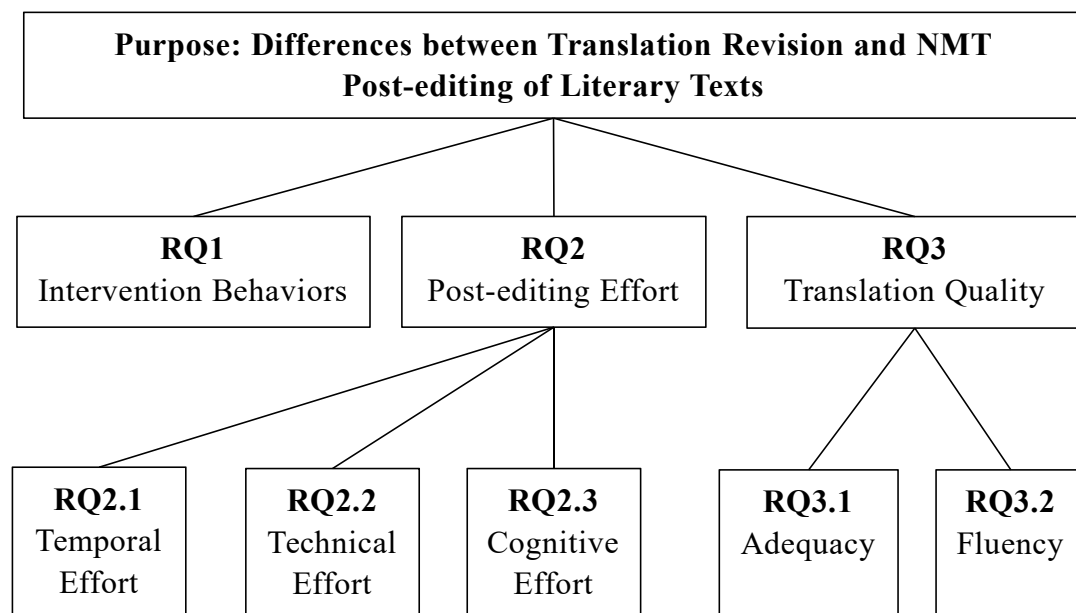 Purpose: Differences between Translation Revision and NMT
Post-editing of Literary Texts
RQ1
Intervention Behaviors
RQ2
Post-editing Effort
RQ3
Translation Quality
RQ2.1
Temporal
Effort
RQ2.2
Technical
Effort
RQ2.3
Cognitive
Effort
RQ3.1
Adequacy
RQ3.2
Fluency